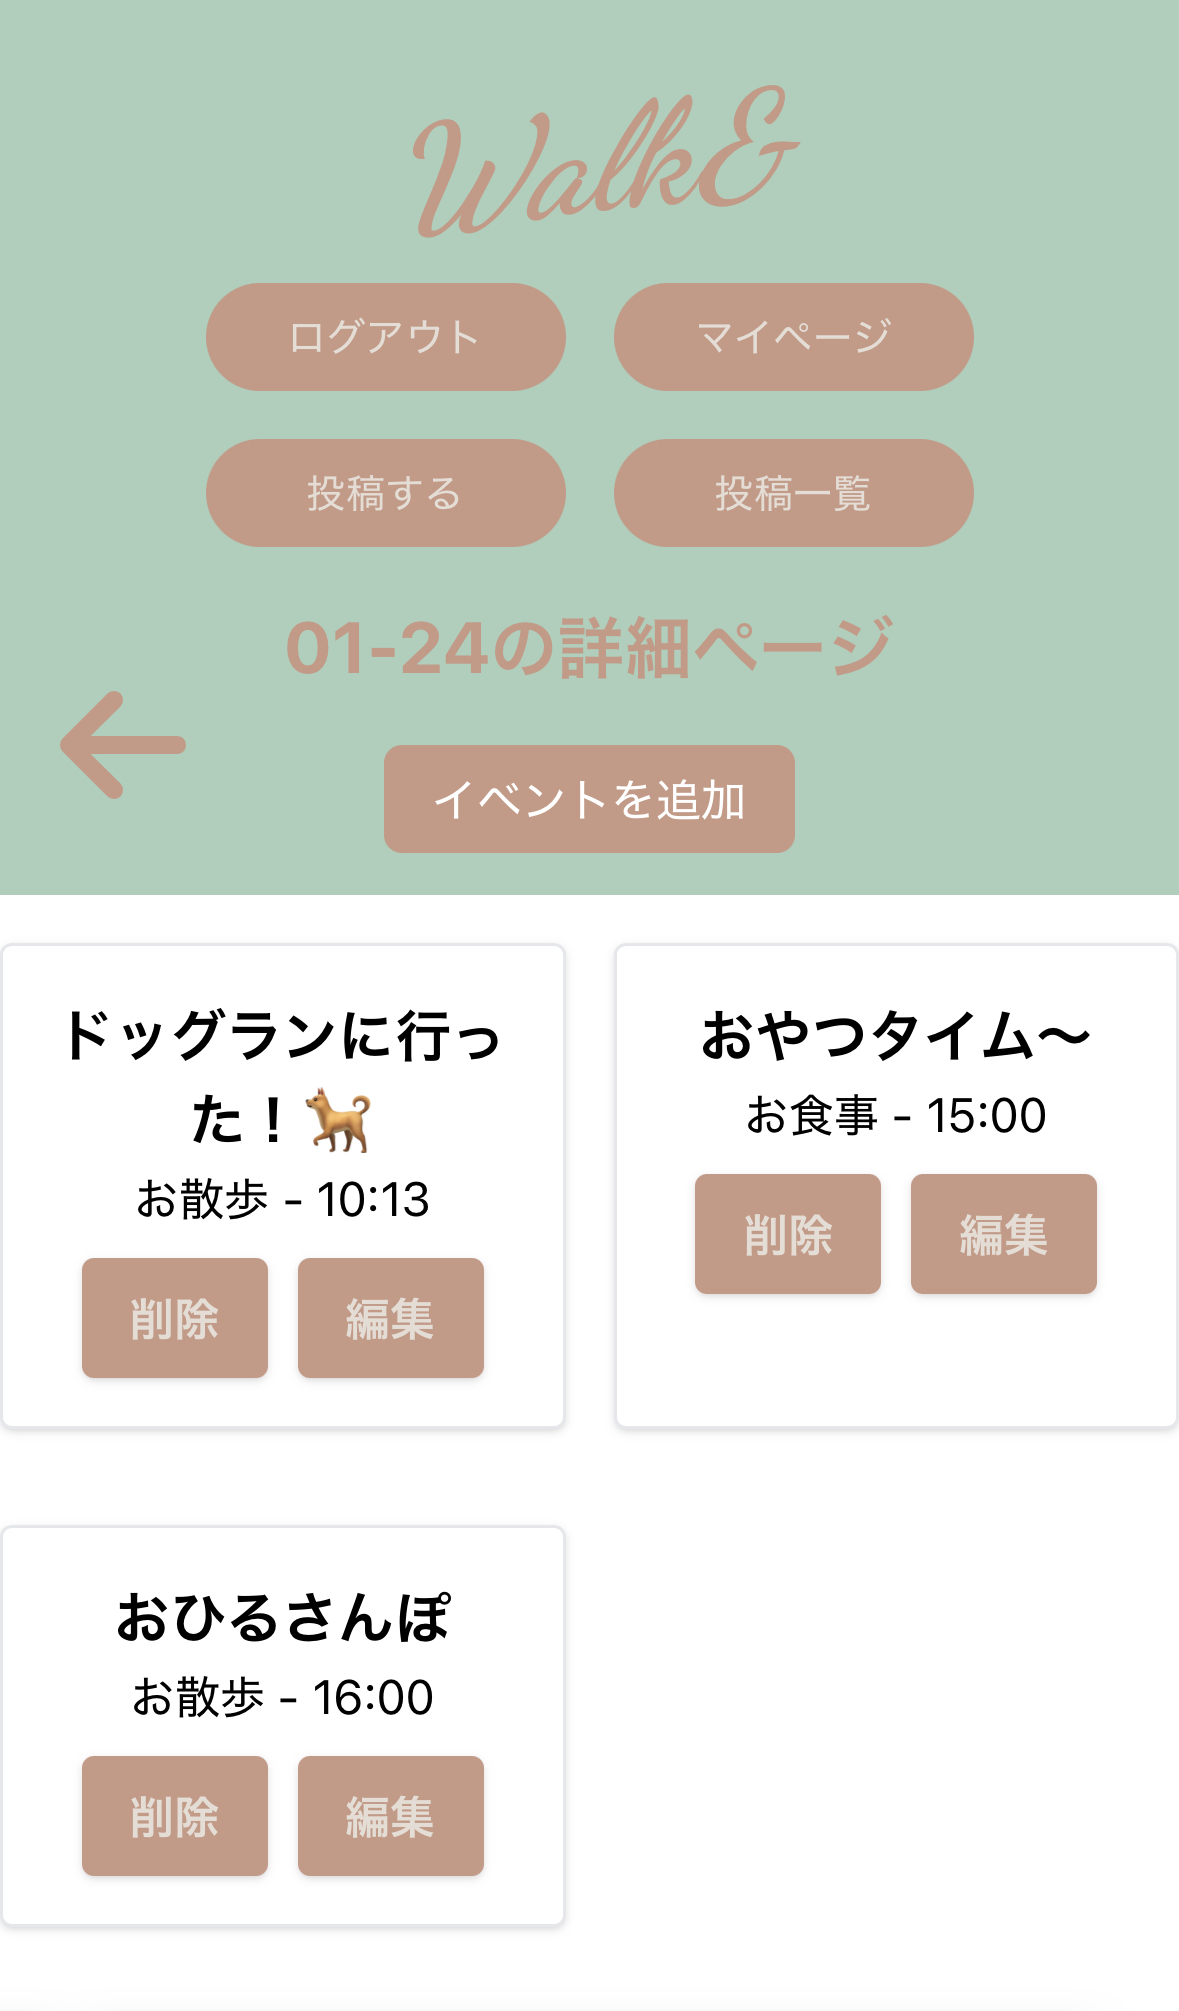 Walk&
ログアウト
マイページ
投稿する
投稿一覧
01-24の詳細ページ
イベントを追加
ドッグランに行っ
た！🐕
お散歩 - 10:13
削除
編集
おやつタイム〜
お食事 - 15:00
削除
編集
おひるさんぽ
お散歩 - 16:00
削除
編集